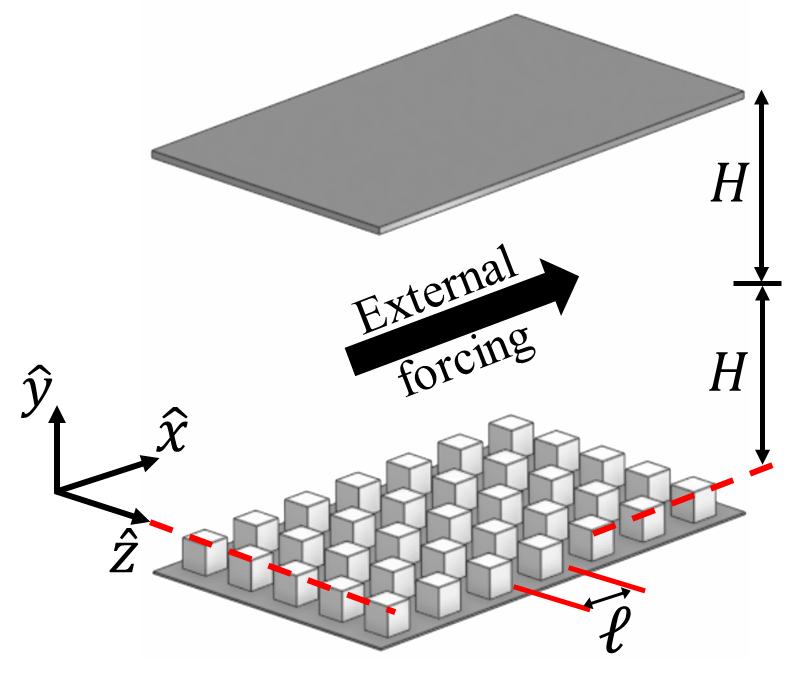 H
External
forcing
H
ŷ
x̂
ẑ
ℓ